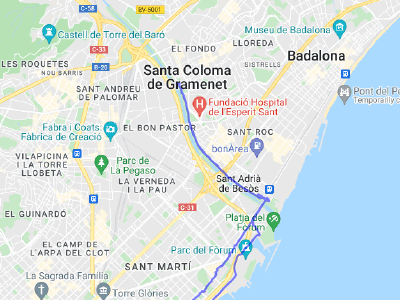 C-58
BV-5001
Museu de Badalona
Castell de Torre del Baró
EL FONDO
LLOREDA
C-33
Badalona
B-20
SISTRELLS
LES ROQUETES
NOU BARRIS
Santa Coloma
de Gramenet
SANT ANDREU
DE PALOMAR
Pont del
Temporarily c
Fundació Hospital
de l'Esperit Sant
Fabra i Coats:
Fàbrica de Creació
EL BON PASTOR
SANT ROC
bonÀrea
VILAPICINA
I LA TORRE
LLOBETA
Parc de
La Pegaso
LA VERNEDA
I LA PAU
Sant Adrià
de Besòs
EL GUINARDÓ
C-31
Platja del
Fòrum
EL CAMP DE
L'ARPA DEL CLOT
Parc del Fòrum
SANT MARTÍ
La Sagrada Família
Torre Glòries